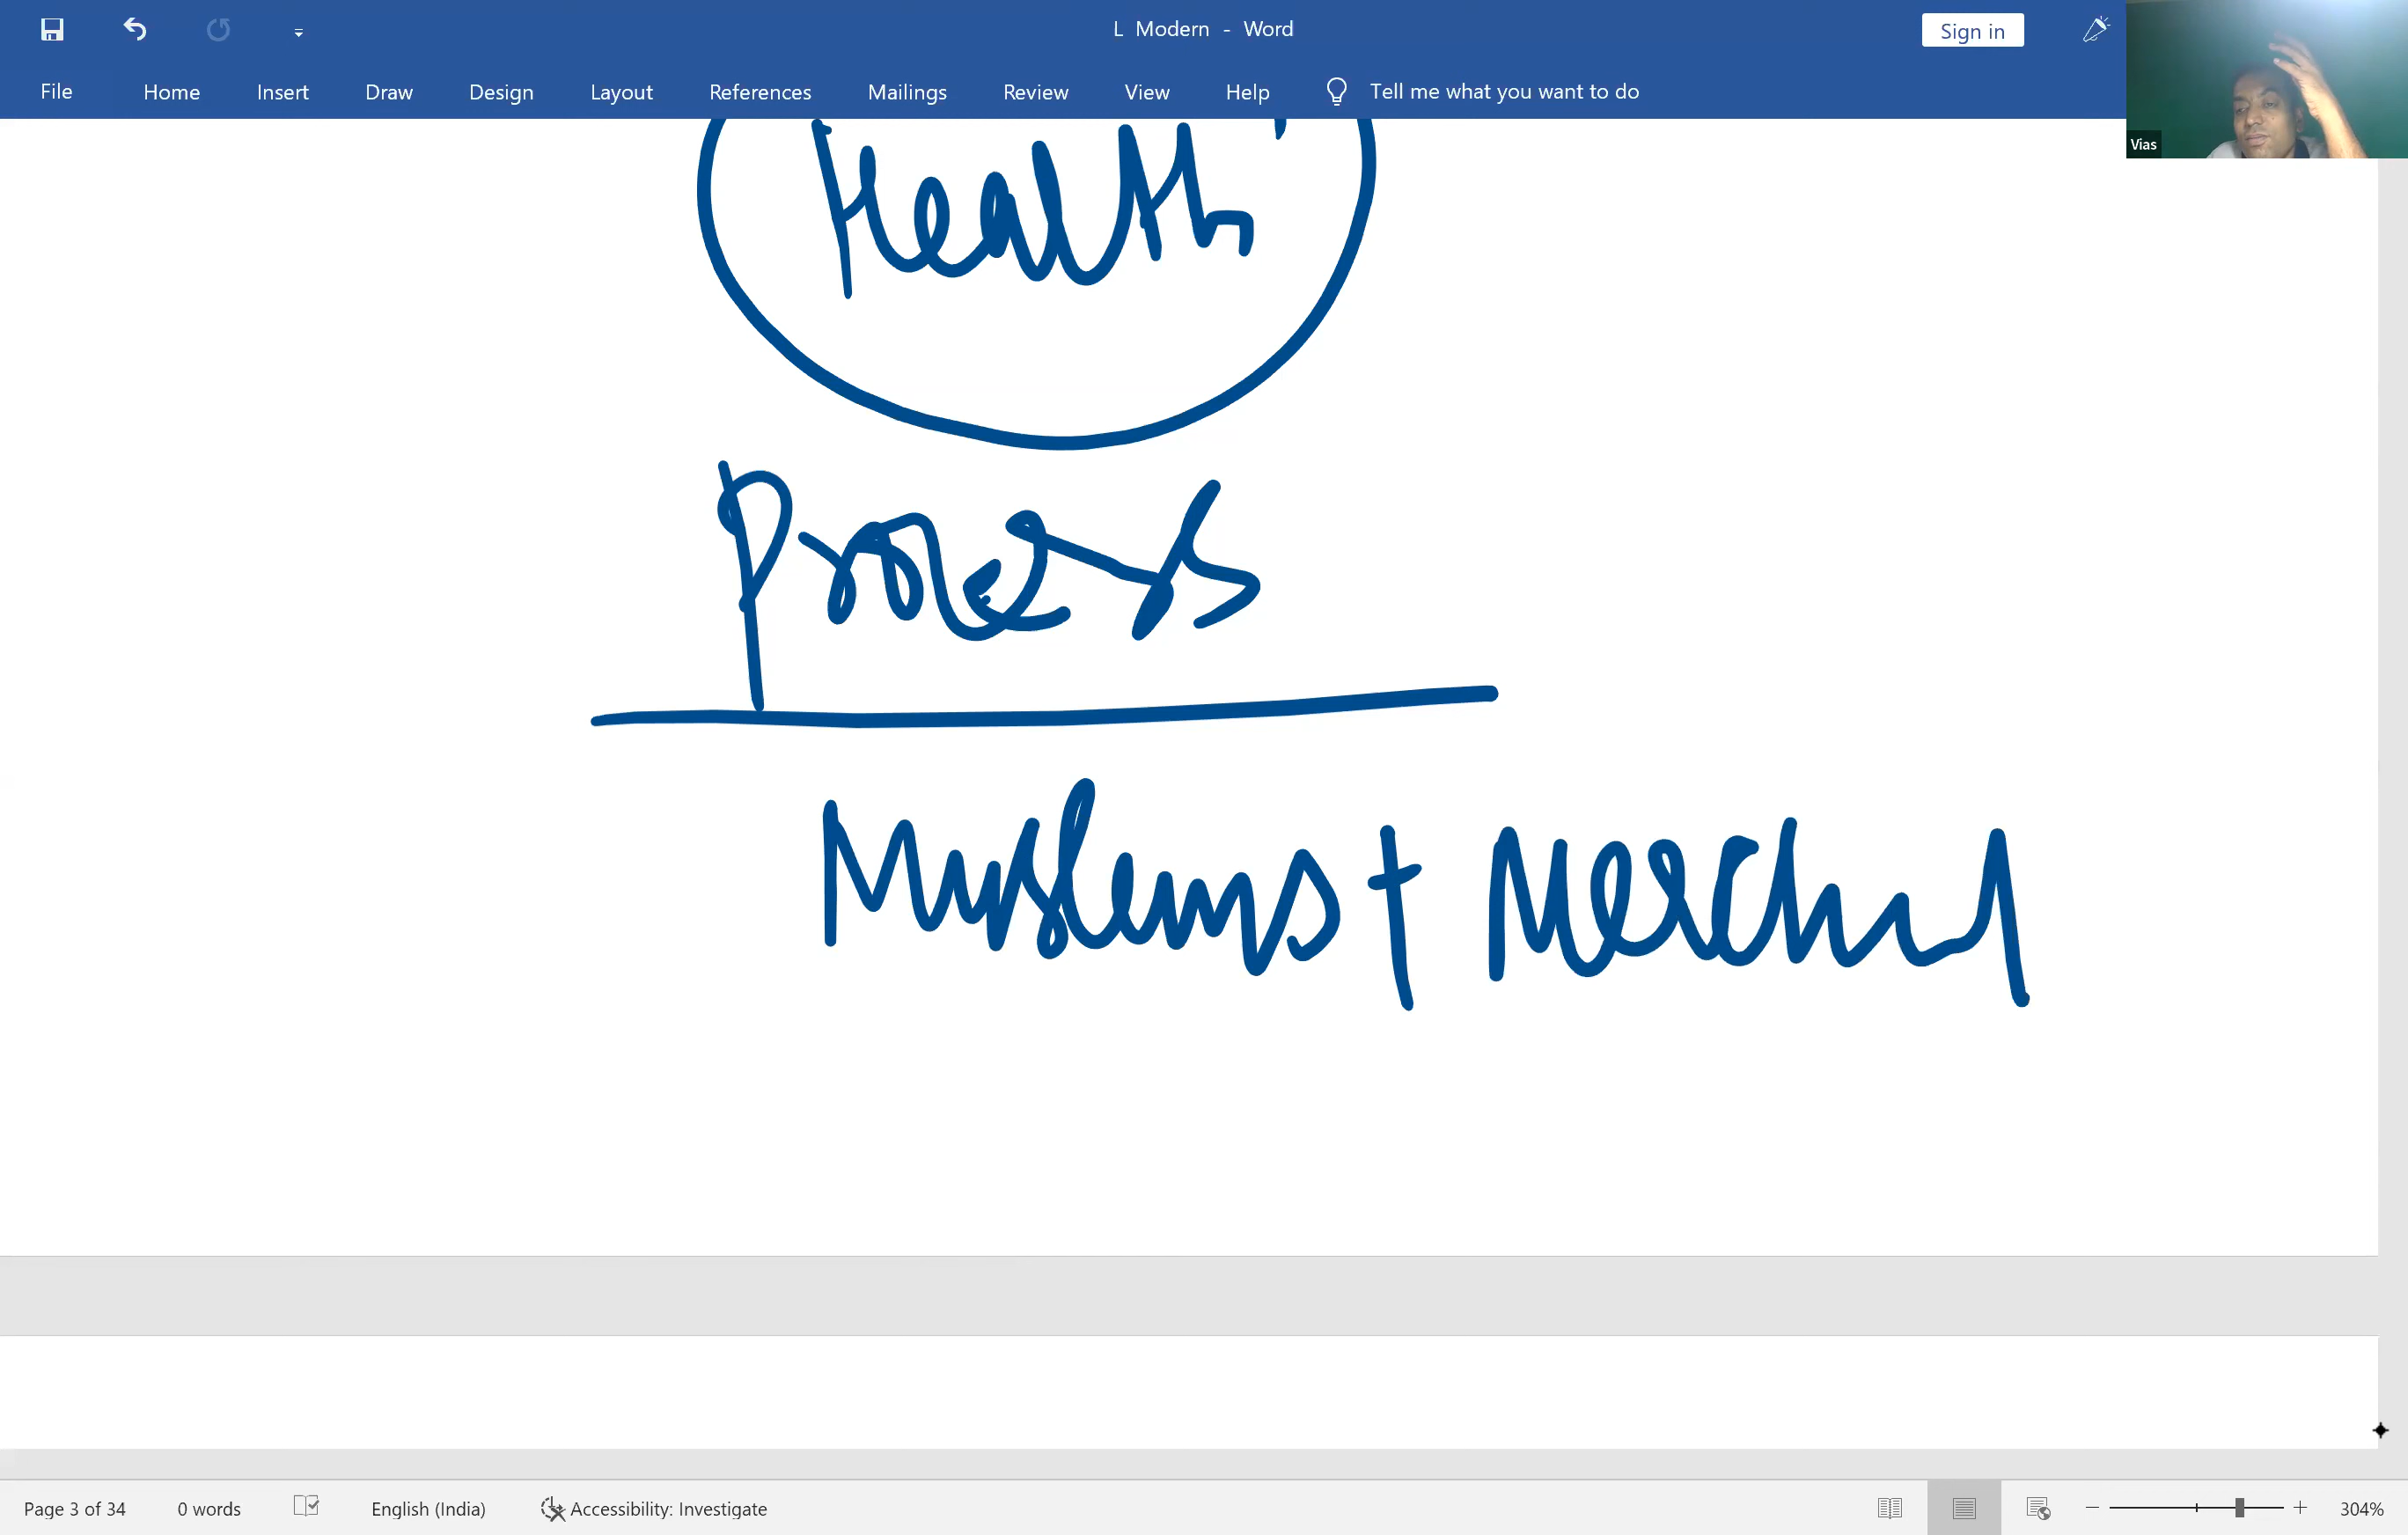 L Modern - Word
Sign in
File Home Insert Draw Design Layout References Mailings Review View Help Tell me what you want to do
Vias
Health
Process
Muslims +
Page 3 of 34 0 words English (India) Accessibility: Investigate 304%